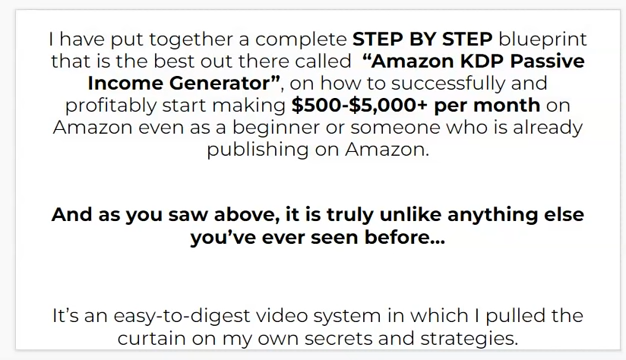 I have put together a complete STEP BY STEP blueprint
that is the best out there called “Amazon KDP Passive
Income Generator”, on how to successfully and
profitably start making $500-$5,000+ per month on
Amazon even as a beginner or someone who is already
publishing on Amazon.
And as you saw above, it is truly unlike anything else
you’ve ever seen before...
It’s an easy-to-digest video system in which I pulled the
curtain on my own secrets and strategies.